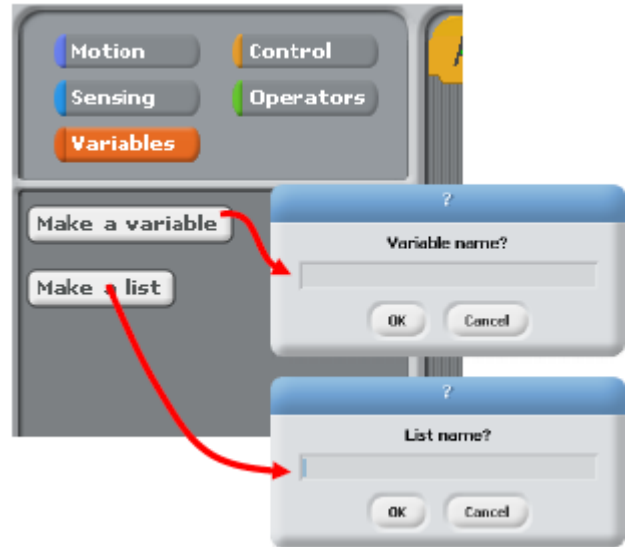 Motion Control
Sensing Operators
Variables
?
Make a variable
Variable name?
Make a list
OK Cancel
?
List name?
OK Cancel